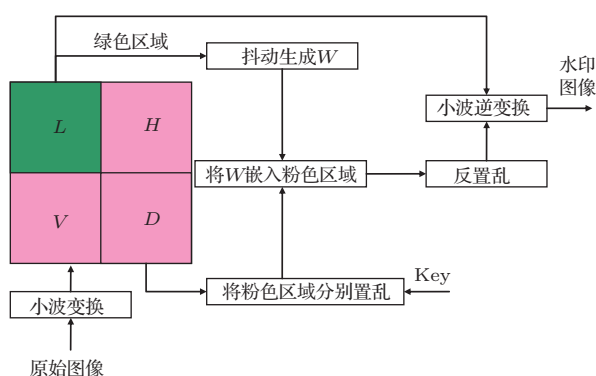 绿色区域
抖动生成W
水印
图像
小波逆变换
L
H
将W嵌入粉色区域
反置乱
V
D
Key
将粉色区域分别置乱
小波变换
原始图像